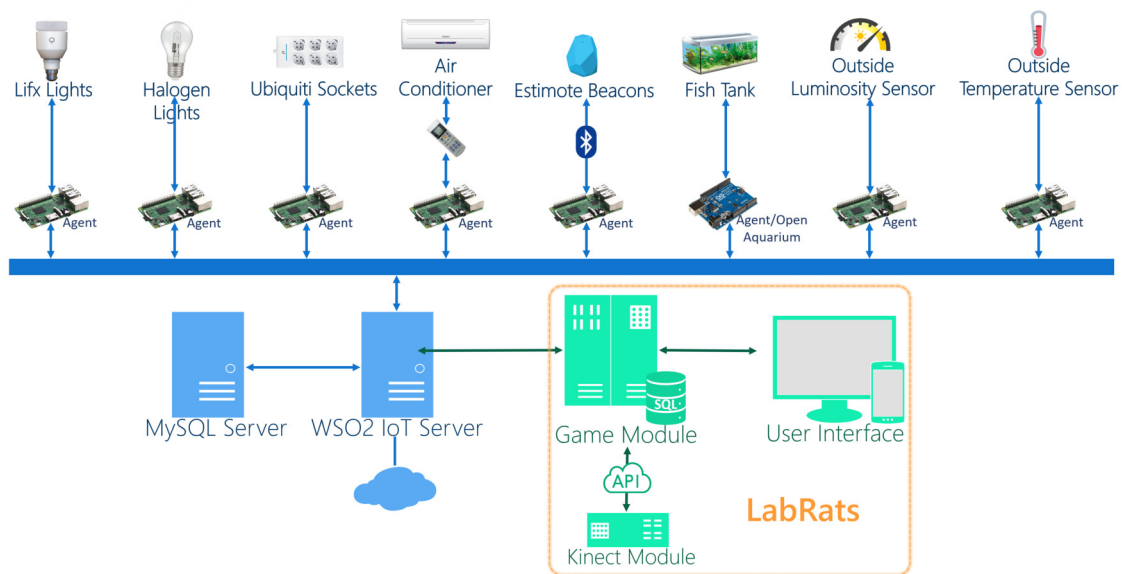 Lifx Lights
Halogen
Lights
Ubiquiti Sockets
Air
Conditioner
Estimote Beacons
Fish Tank
Outside
Luminosity Sensor
Outside
Temperature Sensor
Agent
Agent
Agent
Agent
Agent
Agent/Open
Aquarium
Agent
Agent
MySQL Server
WSO2 IoT Server
SQL
Game Module
User Interface
API
Kinect Module
LabRats